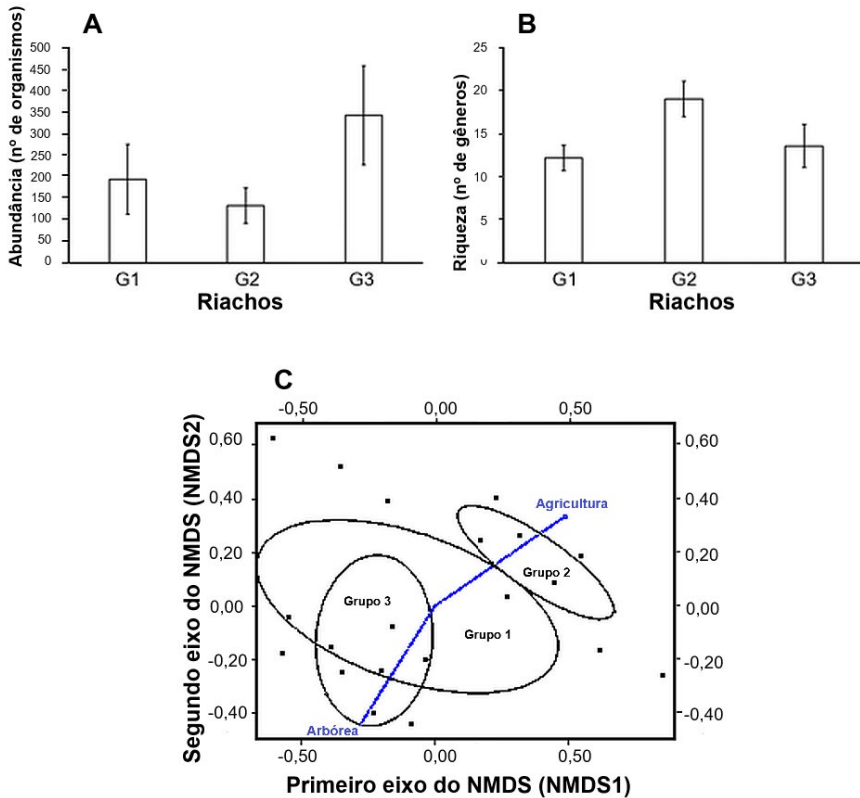 A
Abundância (nº de organismos)
500
450
400
350
300
250
200
150
100
50
0
G1 G2 G3
Riachos
B
Riqueza (nº de gêneros)
25
20
15
10
5
0
G1 G2 G3
Riachos
C
-0,50 0,00 0,50
Segundo eixo do NMDS (NMDS2)
0,60 0,60
0,40 0,40
Agricultura
0,20 0,20
Grupo 2
Grupo 3
0,00 0,00
Grupo 1
-0,20 -0,20
-0,40 -0,40
Arbórea
-0,50 0,00 0,50
Primeiro eixo do NMDS (NMDS1)